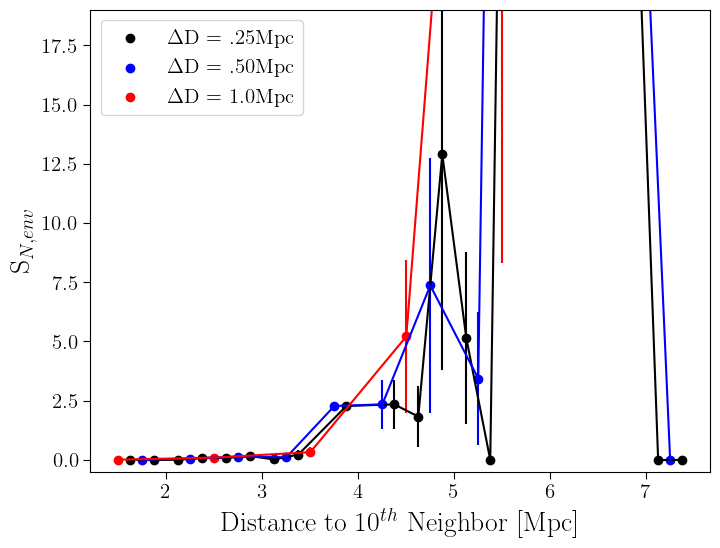 ΔD = .25Mpc
ΔD = .50Mpc
ΔD = 1.0Mpc
17.5
15.0
12.5
10.0
7.5
5.0
2.5
0.0
S_{N,env}
2 3 4 5 6 7
Distance to 10^{th} Neighbor [Mpc]